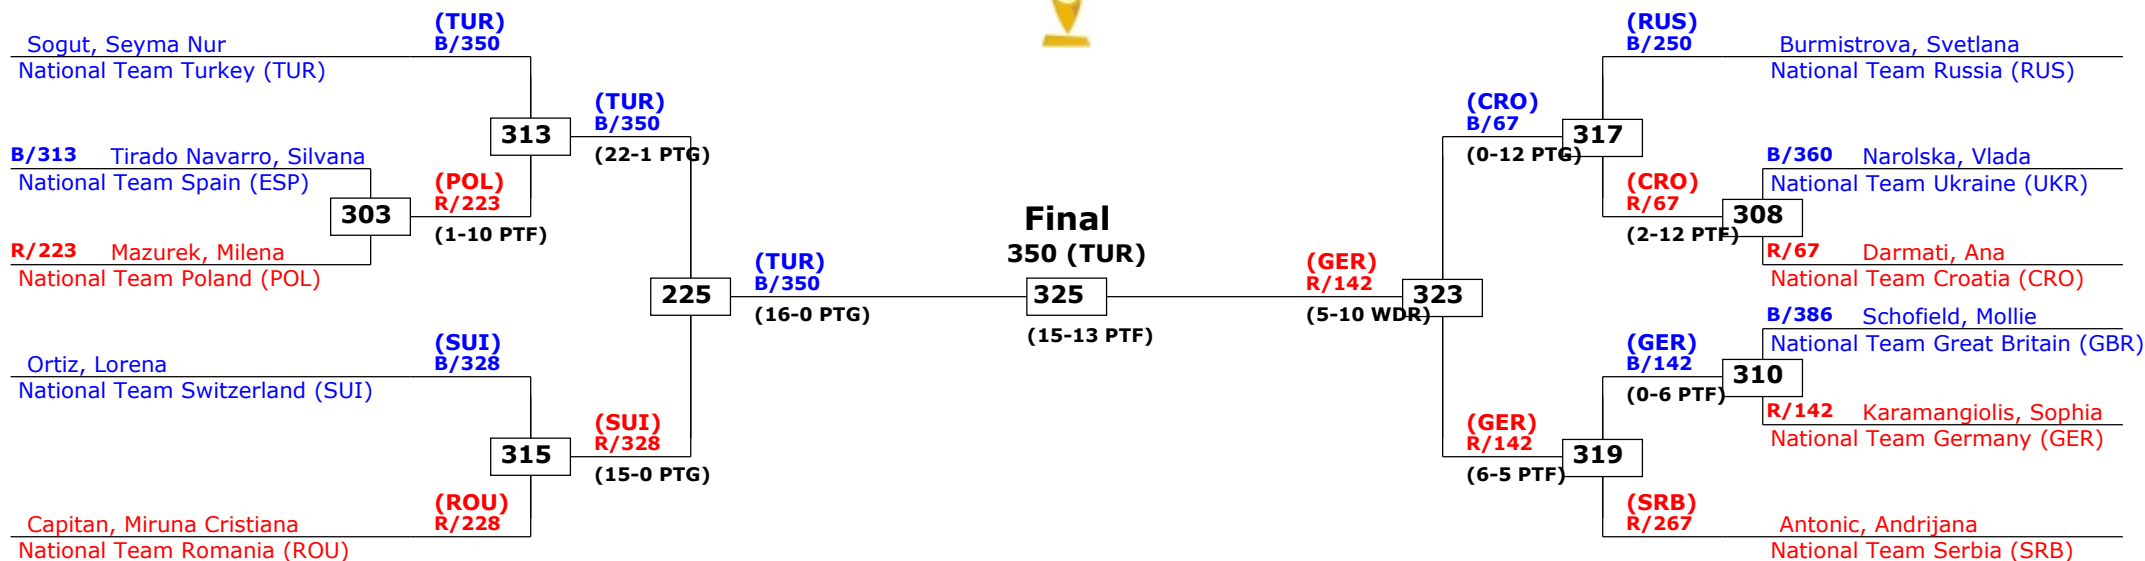 (TUR)
B/350
Sogut, Seyma Nur
National Team Turkey (TUR)
313
(TUR)
B/350
(22-1 PTG)
B/313 Tirado Navarro, Silvana
National Team Spain (ESP)
303
(POL)
R/223
(1-10 PTF)
R/223 Mazurek, Milena
National Team Poland (POL)
225
(TUR)
B/350
(16-0 PTG)
(SUI)
B/328
Ortiz, Lorena
National Team Switzerland (SUI)
315
(SUI)
R/328
(15-0 PTG)
(ROU)
R/228
Capitan, Miruna Cristiana
National Team Romania (ROU)
Final
350 (TUR)
325
(15-13 PTF)
(RUS)
B/250
Burmistrova, Svetlana
National Team Russia (RUS)
(CRO)
B/67
(0-12 PTG)
317
B/360 Narolska, Vlada
National Team Ukraine (UKR)
(CRO)
R/67
(2-12 PTF)
308
R/67 Darmati, Ana
National Team Croatia (CRO)
(GER)
R/142
(5-10 WDR)
323
B/386 Schofield, Mollie
National Team Great Britain (GBR)
(GER)
B/142
(0-6 PTF)
310
R/142 Karamangiolis, Sophia
National Team Germany (GER)
(GER)
R/142
(6-5 PTF)
319
(SRB)
R/267
Antonic, Andrijana
National Team Serbia (SRB)